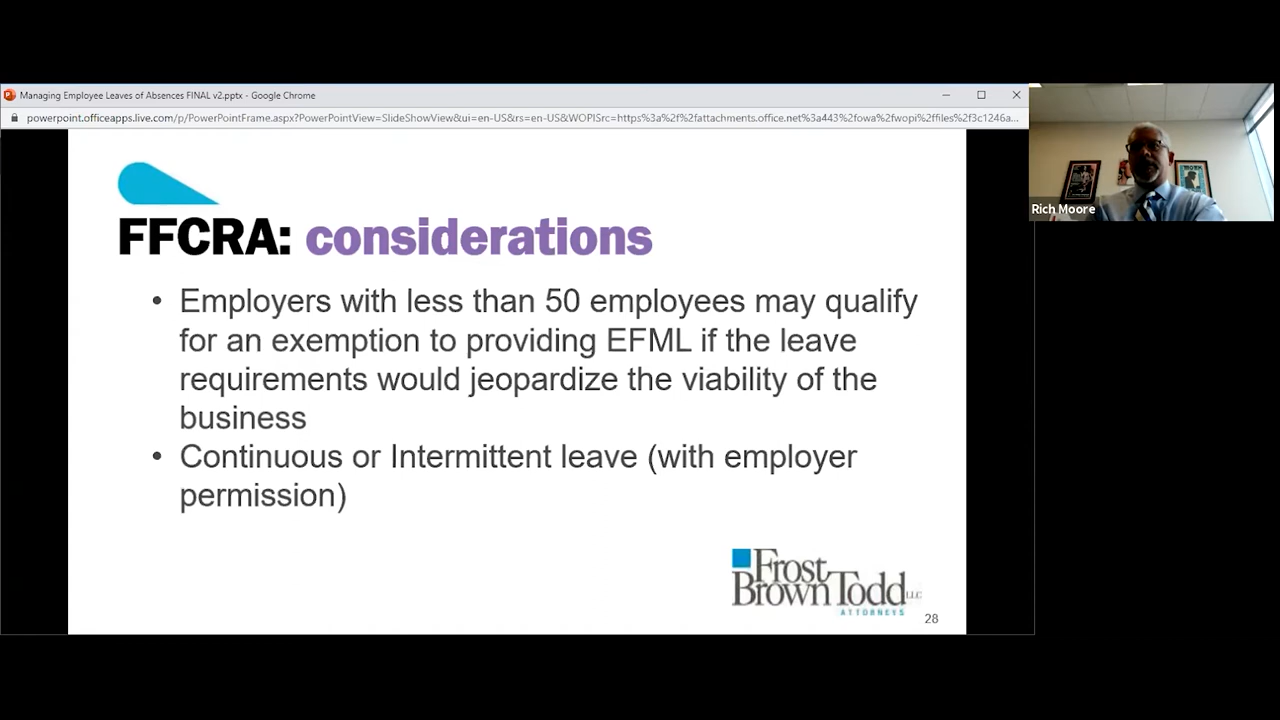 Managing Employee Leaves of Absences FINAL v2.pptx - Google Chrome
powerpoint.officeapps.live.com/p/PowerPointFrame.aspx?PowerPointView=SlideShowView&ui=en-US&rs=en-US&WOPISrc=https%3a%2f%2fattachments.office.net%3a443%2fowa%2fwopi%2ffiles%2f3c1246a...
FFCRA: considerations
• Employers with less than 50 employees may qualify
for an exemption to providing EFML if the leave
requirements would jeopardize the viability of the
business
• Continuous or Intermittent leave (with employer
permission)
Frost
Brown Todd LLC
ATTORNEYS
28
Rich Moore